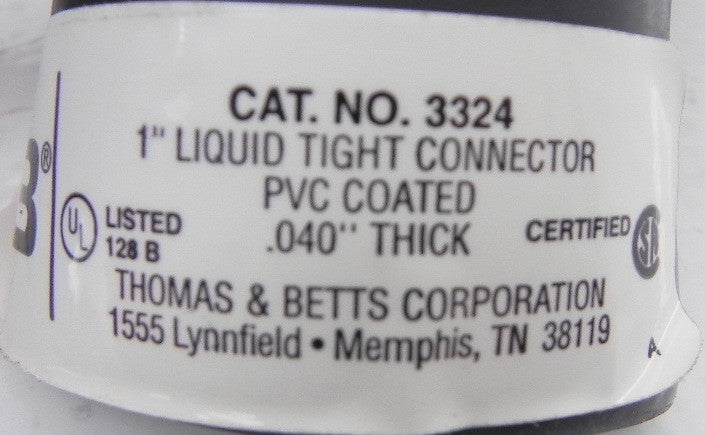 CAT. NO. 3324
1" LIQUID TIGHT CONNECTOR
PVC COATED
.040" THICK
B®
UL LISTED
128 B
CERTIFIED
THOMAS & BETTS CORPORATION
1555 Lynnfield • Memphis, TN 38119
A